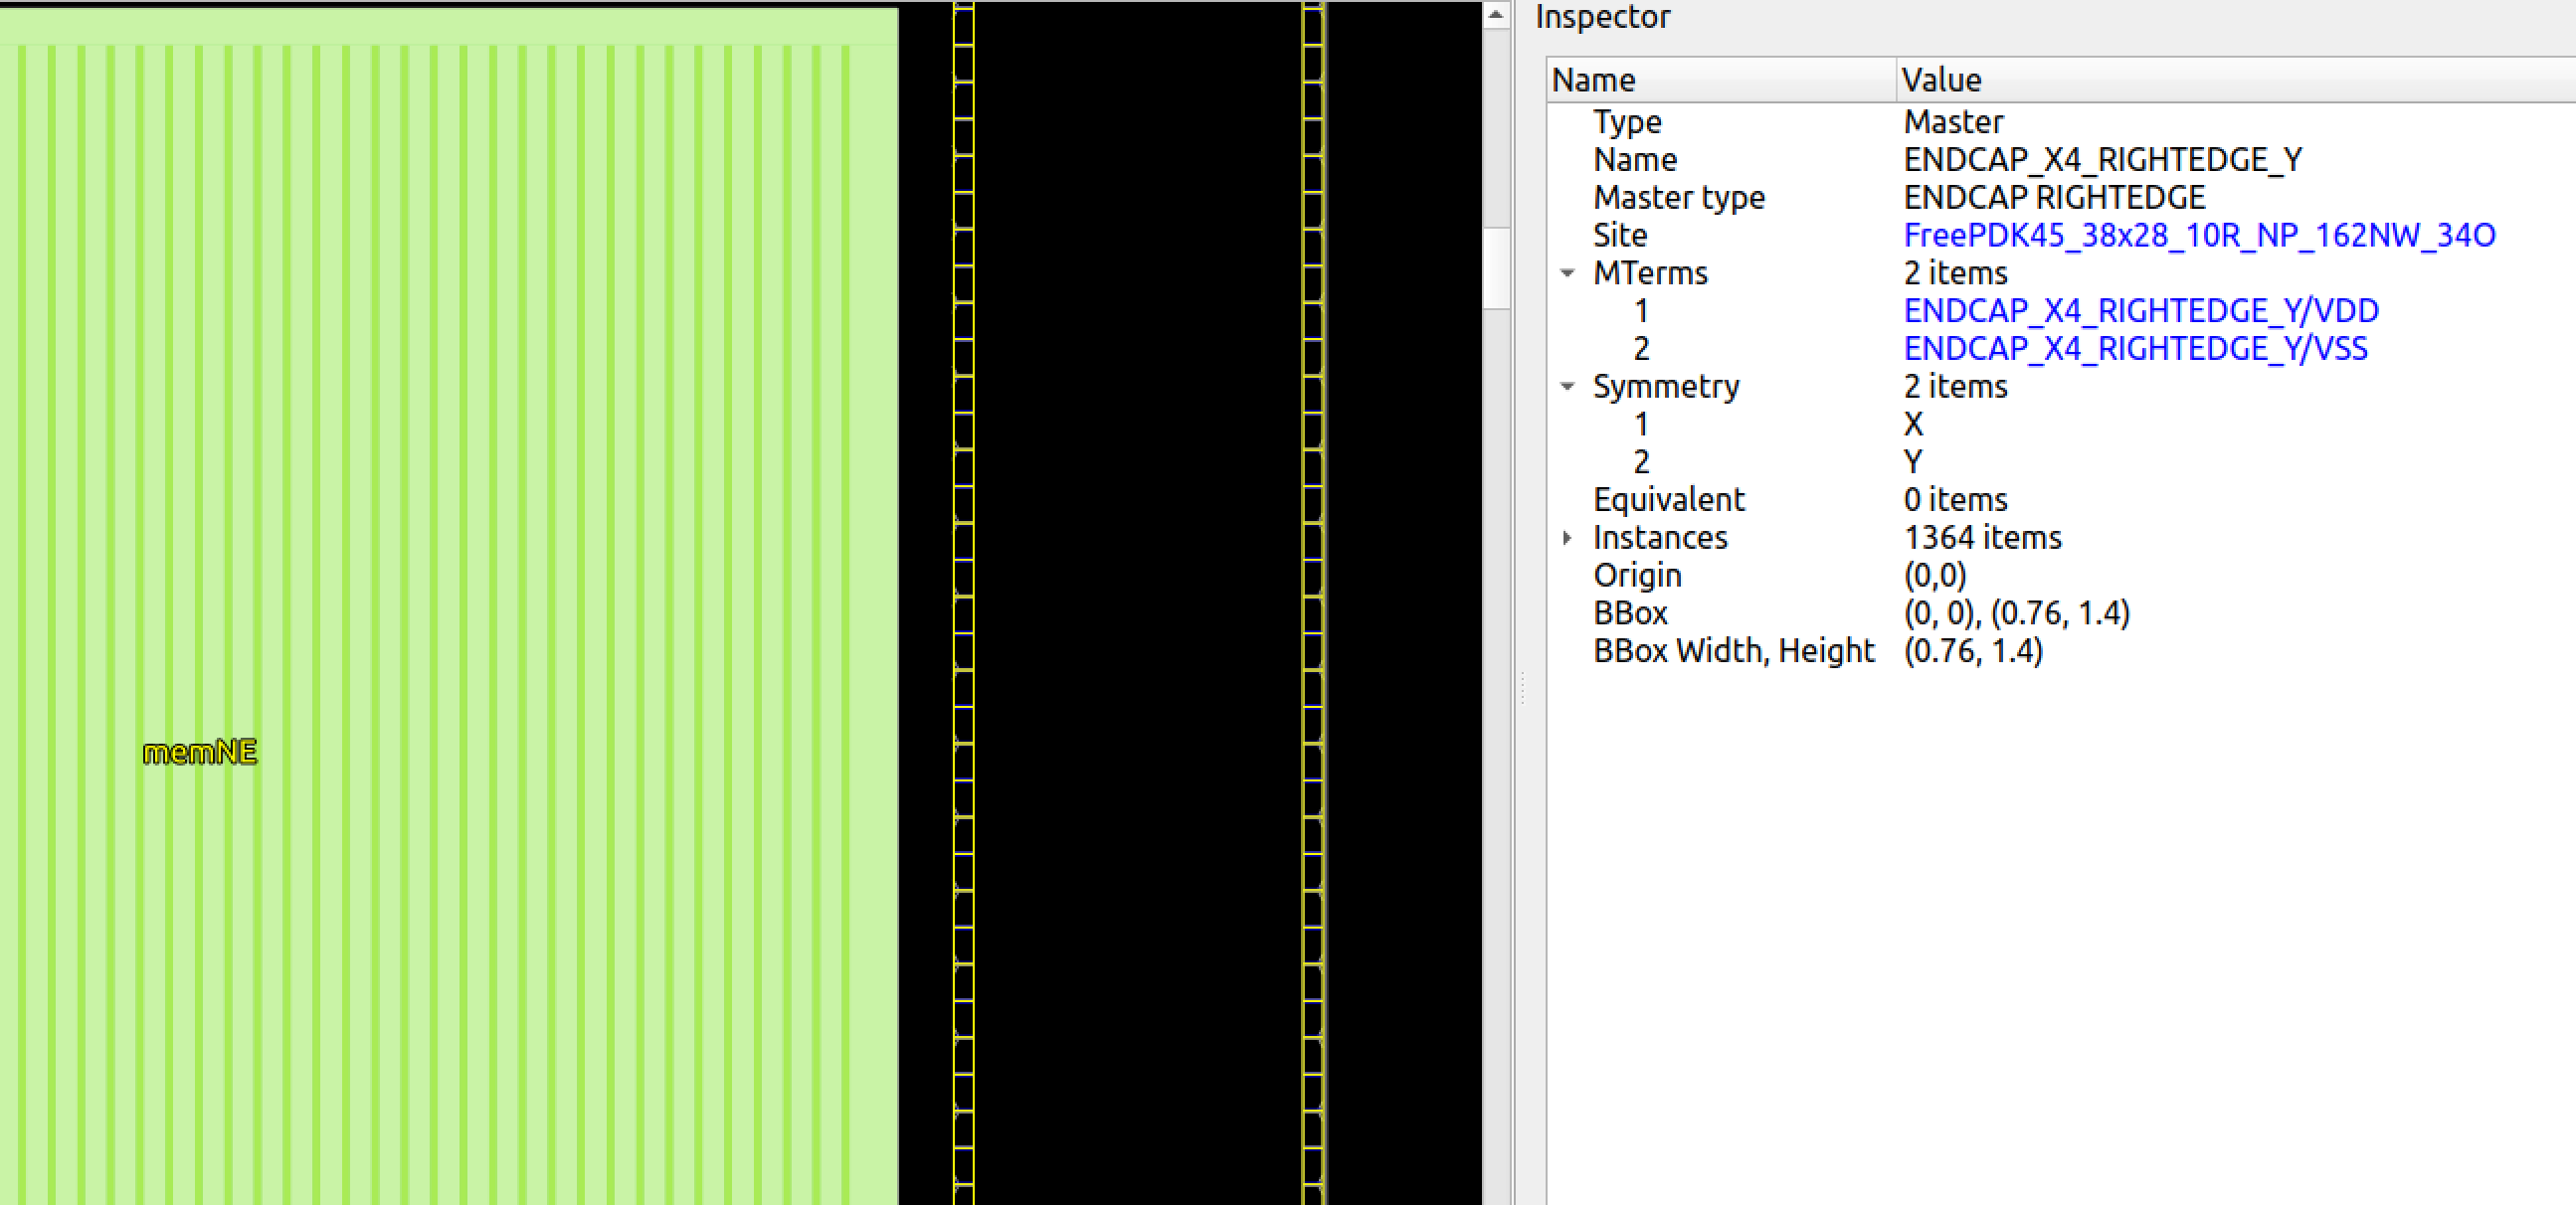 memNE
Inspector
Name Value
Type Master
Name ENDCAP_X4_RIGHTEDGE_Y
Master type ENDCAP RIGHTEDGE
Site FreePDK45_38x28_10R_NP_162NW_34O
MTerms 2 items
1 ENDCAP_X4_RIGHTEDGE_Y/VDD
2 ENDCAP_X4_RIGHTEDGE_Y/VSS
Symmetry 2 items
1 X
2 Y
Equivalent 0 items
Instances 1364 items
Origin (0,0)
BBox (0, 0), (0.76, 1.4)
BBox Width, Height (0.76, 1.4)